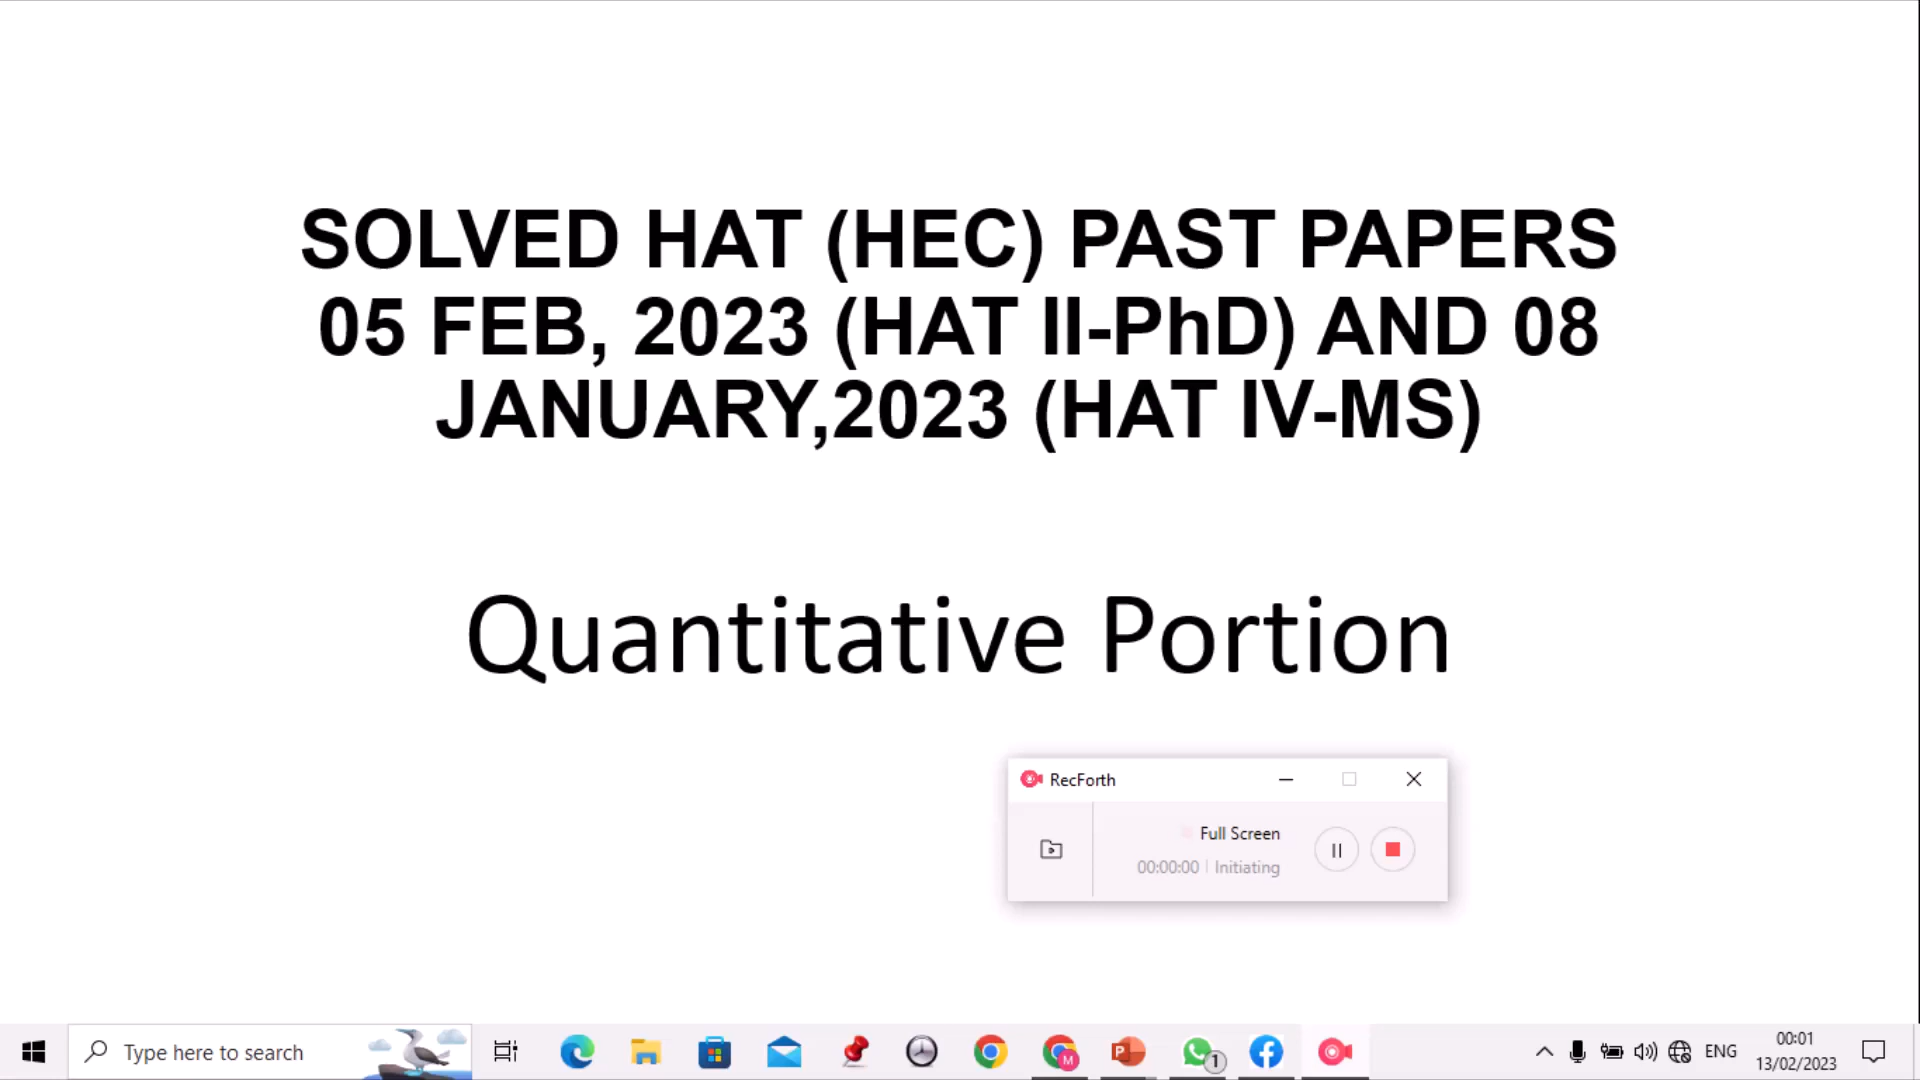 SOLVED HAT (HEC) PAST PAPERS
05 FEB, 2023 (HAT II-PhD) AND 08
JANUARY,2023 (HAT IV-MS)
Quantitative Portion
RecForth
Full Screen
00:00:00 | Initiating
Type here to search
M
P
1
ENG
00:01
13/02/2023